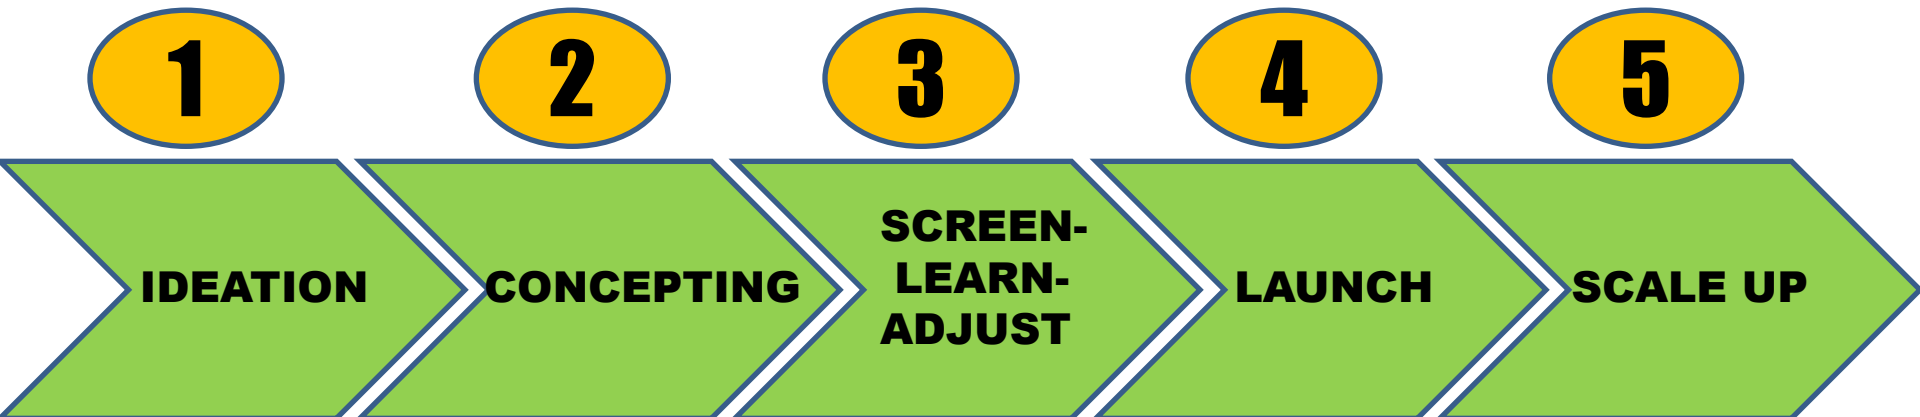 1
2
3
4
5
IDEATION
CONCEPTING
SCREEN-
LEARN-
ADJUST
LAUNCH
SCALE UP